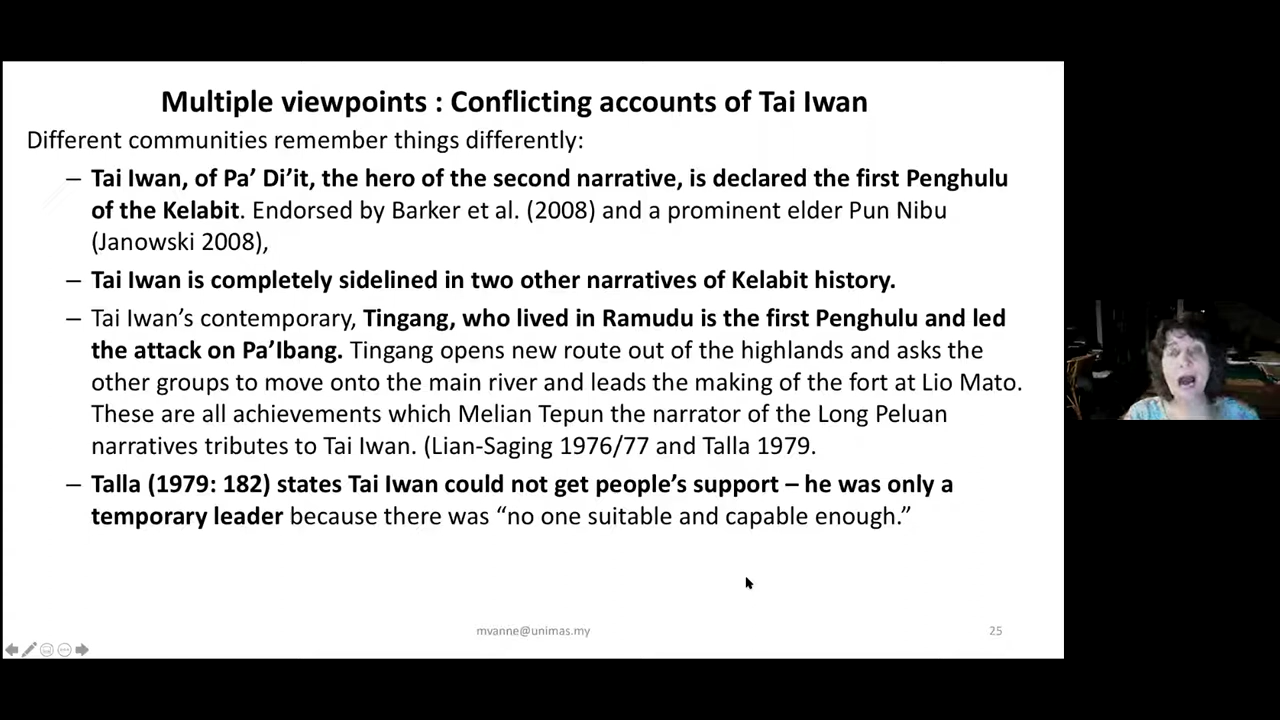 Multiple viewpoints : Conflicting accounts of Tai Iwan
Different communities remember things differently:
– Tai Iwan, of Pa’ Di’it, the hero of the second narrative, is declared the first Penghulu
of the Kelabit. Endorsed by Barker et al. (2008) and a prominent elder Pun Nibu
(Janowski 2008),
– Tai Iwan is completely sidelined in two other narratives of Kelabit history.
– Tai Iwan’s contemporary, Tingang, who lived in Ramudu is the first Penghulu and led
the attack on Pa’Ibang. Tingang opens new route out of the highlands and asks the
other groups to move onto the main river and leads the making of the fort at Lio Mato.
These are all achievements which Melian Tepun the narrator of the Long Peluan
narratives tributes to Tai Iwan. (Lian-Saging 1976/77 and Talla 1979.
– Talla (1979: 182) states Tai Iwan could not get people’s support – he was only a
temporary leader because there was “no one suitable and capable enough.”
mvanne@unimas.my
25